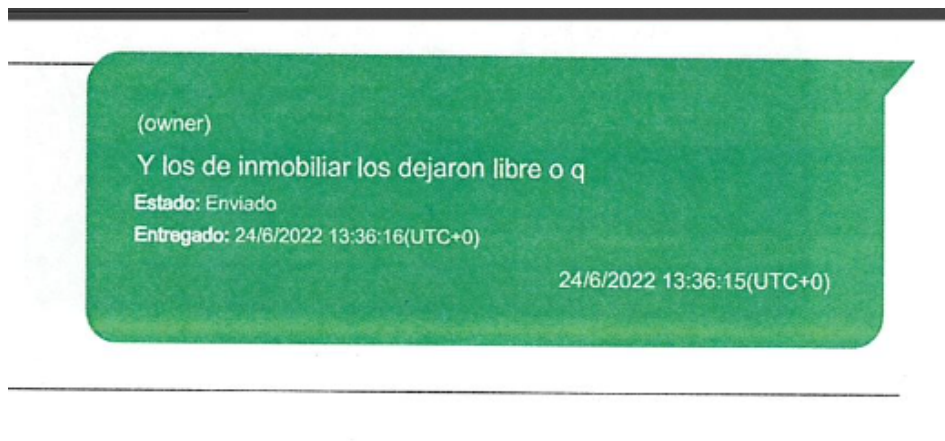 (owner)
Y los de inmobiliar los dejaron libre o q
Estado: Enviado
Entregado: 24/6/2022 13:36:16(UTC+0)
24/6/2022 13:36:15(UTC+0)